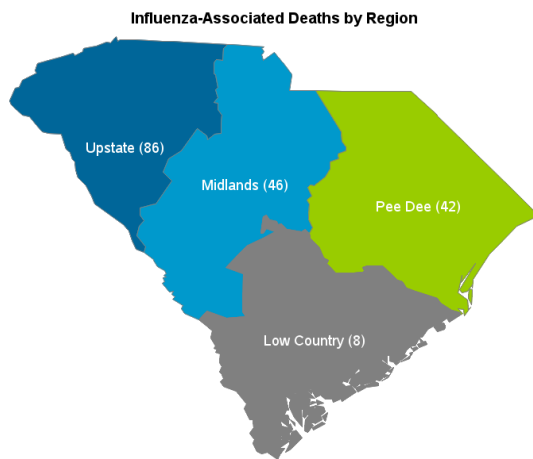 Influenza-Associated Deaths by Region
Upstate (86)
Midlands (46)
Pee Dee (42)
Low Country (8)